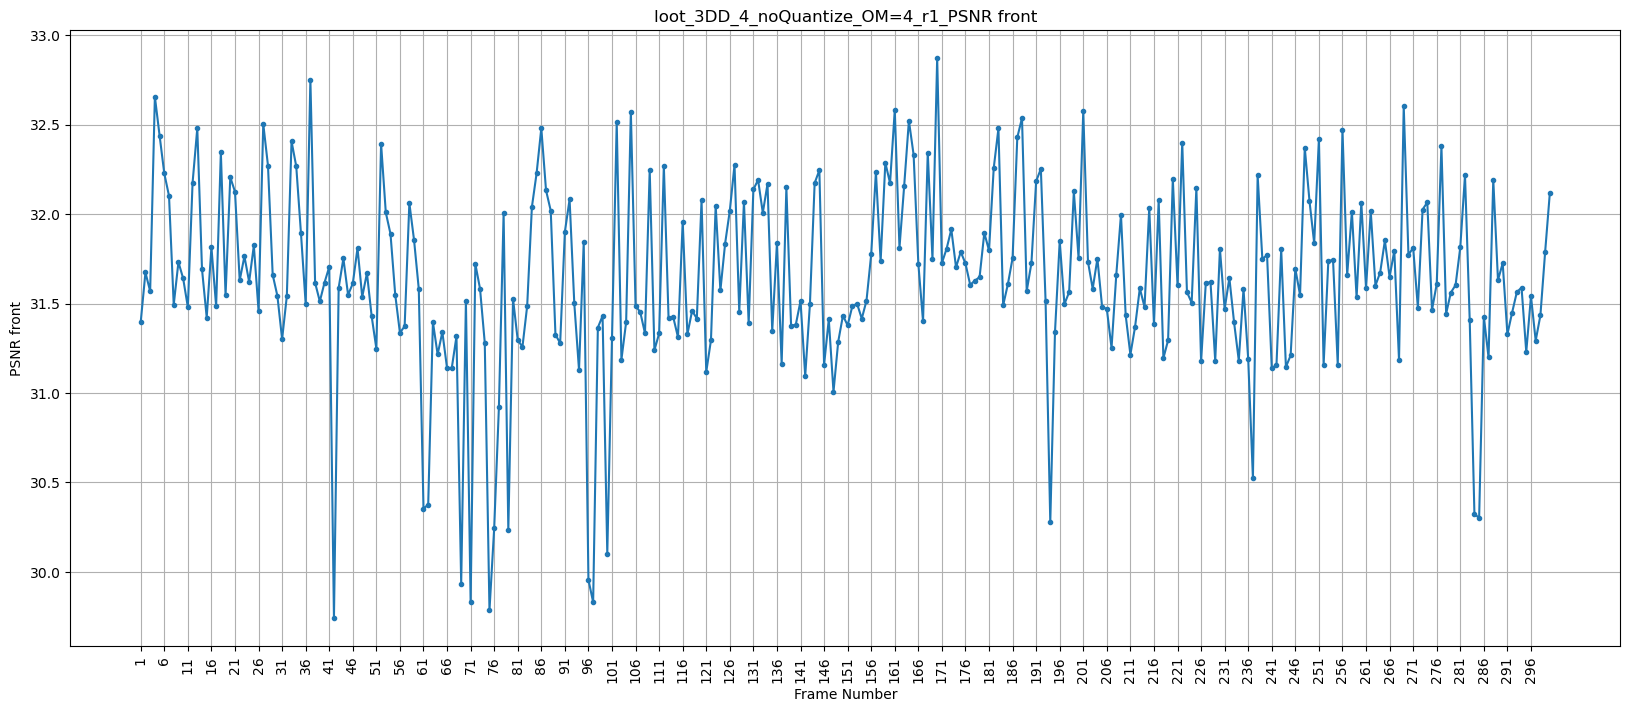 loot_3DD_4_noQuantize_OM=4_r1_PSNR front
33.0
32.5
32.0
31.5
31.0
30.5
30.0
PSNR front
1 6 11 16 21 26 31 36 41 46 51 56 61 66 71 76 81 86 91 96 101 106 111 116 121 126 131 136 141 146 151 156 161 166 171 176 181 186 191 196 201 206 211 216 221 226 231 236 241 246 251 256 261 266 271 276 281 286 291 296
Frame Number